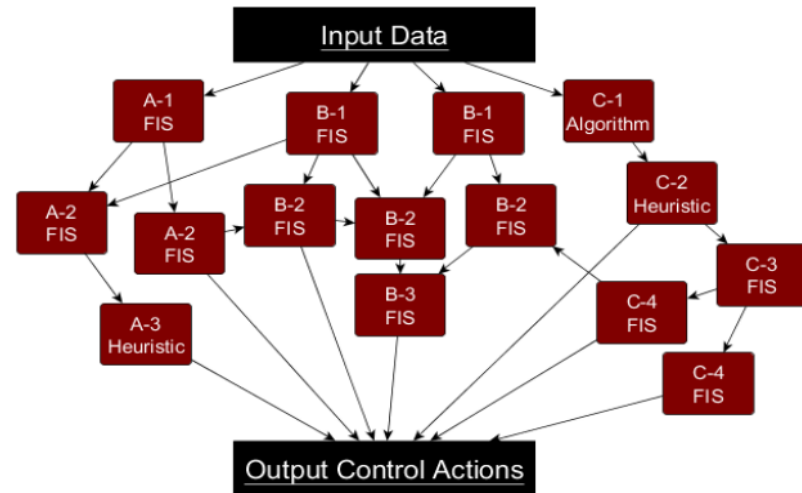 Input Data
A-1
FIS
B-1
FIS
B-1
FIS
C-1
Algorithm
A-2
FIS
A-2
FIS
B-2
FIS
B-2
FIS
B-2
FIS
C-2
Heuristic
C-3
FIS
B-3
FIS
C-4
FIS
A-3
Heuristic
C-4
FIS
Output Control Actions